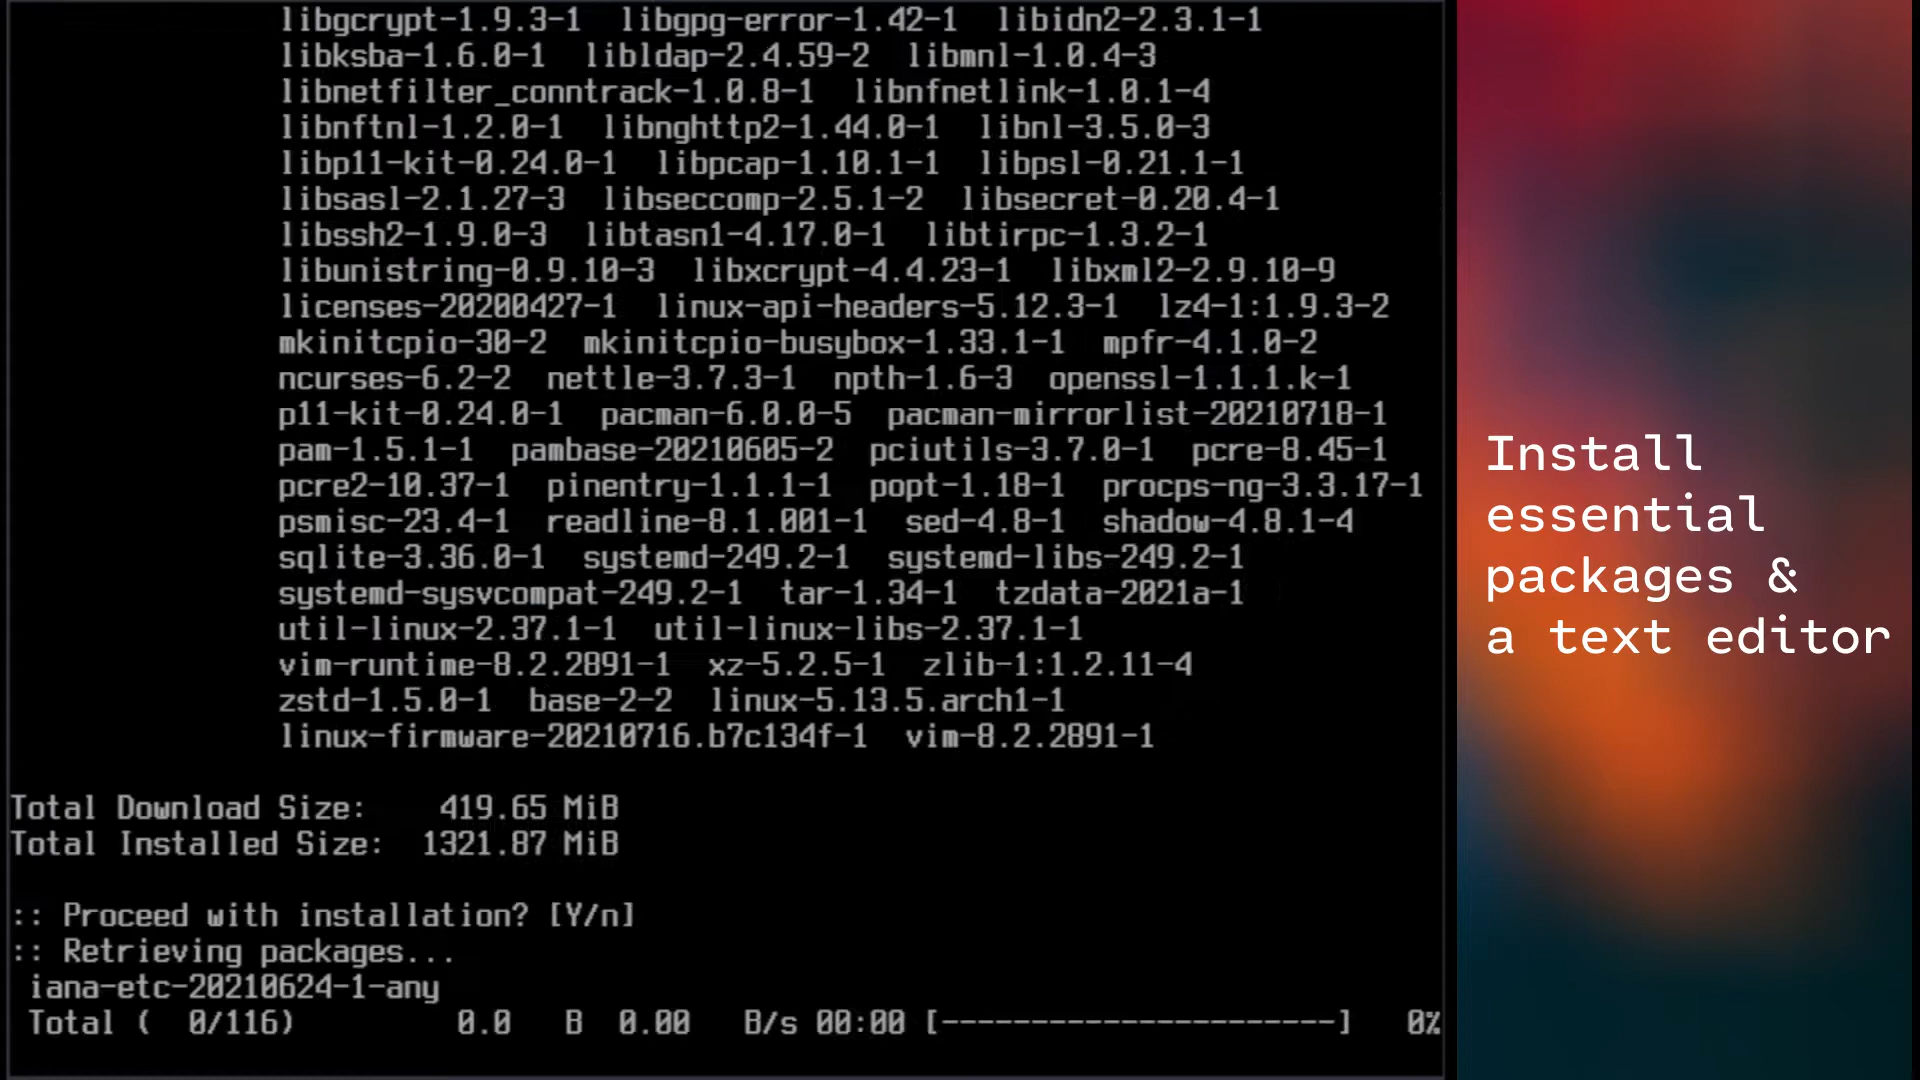 libgcrypt-1.9.3-1  libgpg-error-1.42-1  libidn2-2.3.1-1
libksba-1.6.0-1  libldap-2.4.59-2  libmnl-1.0.4-3
libnetfilter_conntrack-1.0.8-1  libnfnetlink-1.0.1-4
libnftnl-1.2.0-1  libnghttp2-1.44.0-1  libnl-3.5.0-3
libp11-kit-0.24.0-1  libpcap-1.10.1-1  libpsl-0.21.1-1
libsasl-2.1.27-3  libseccomp-2.5.1-2  libsecret-0.20.4-1
libssh2-1.9.0-3  libtasn1-4.17.0-1  libtirpc-1.3.2-1
libunistring-0.9.10-3  libxcrypt-4.4.23-1  libxml2-2.9.10-9
licenses-20200427-1  linux-api-headers-5.12.3-1  lz4-1:1.9.3-2
mkinitcpio-30-2  mkinitcpio-busybox-1.33.1-1  mpfr-4.1.0-2
ncurses-6.2-2  nettle-3.7.3-1  npth-1.6-3  openssl-1.1.1.k-1
p11-kit-0.24.0-1  pacman-6.0.0-5  pacman-mirrorlist-20210718-1
pam-1.5.1-1  pambase-20210605-2  pciutils-3.7.0-1  pcre-8.45-1
pcre2-10.37-1  pinentry-1.1.1-1  popt-1.18-1  procps-ng-3.3.17-1
psmisc-23.4-1  readline-8.1.001-1  sed-4.8-1  shadow-4.8.1-4
sqlite-3.36.0-1  systemd-249.2-1  systemd-libs-249.2-1
systemd-sysvcompat-249.2-1  tar-1.34-1  tzdata-2021a-1
util-linux-2.37.1-1  util-linux-libs-2.37.1-1
vim-runtime-8.2.2891-1  xz-5.2.5-1  zlib-1:1.2.11-4
zstd-1.5.0-1  base-2-2  linux-5.13.5.arch1-1
linux-firmware-20210716.b7c134f-1  vim-8.2.2891-1
Total Download Size:    419.65 MiB
Total Installed Size:  1321.87 MiB
:: Proceed with installation? [Y/n]
:: Retrieving packages...
iana-etc-20210624-1-any
Total (  0/116)         0.0   B  0.00   B/s 00:00 [----------------------]   0%
Install
essential
packages &
a text editor